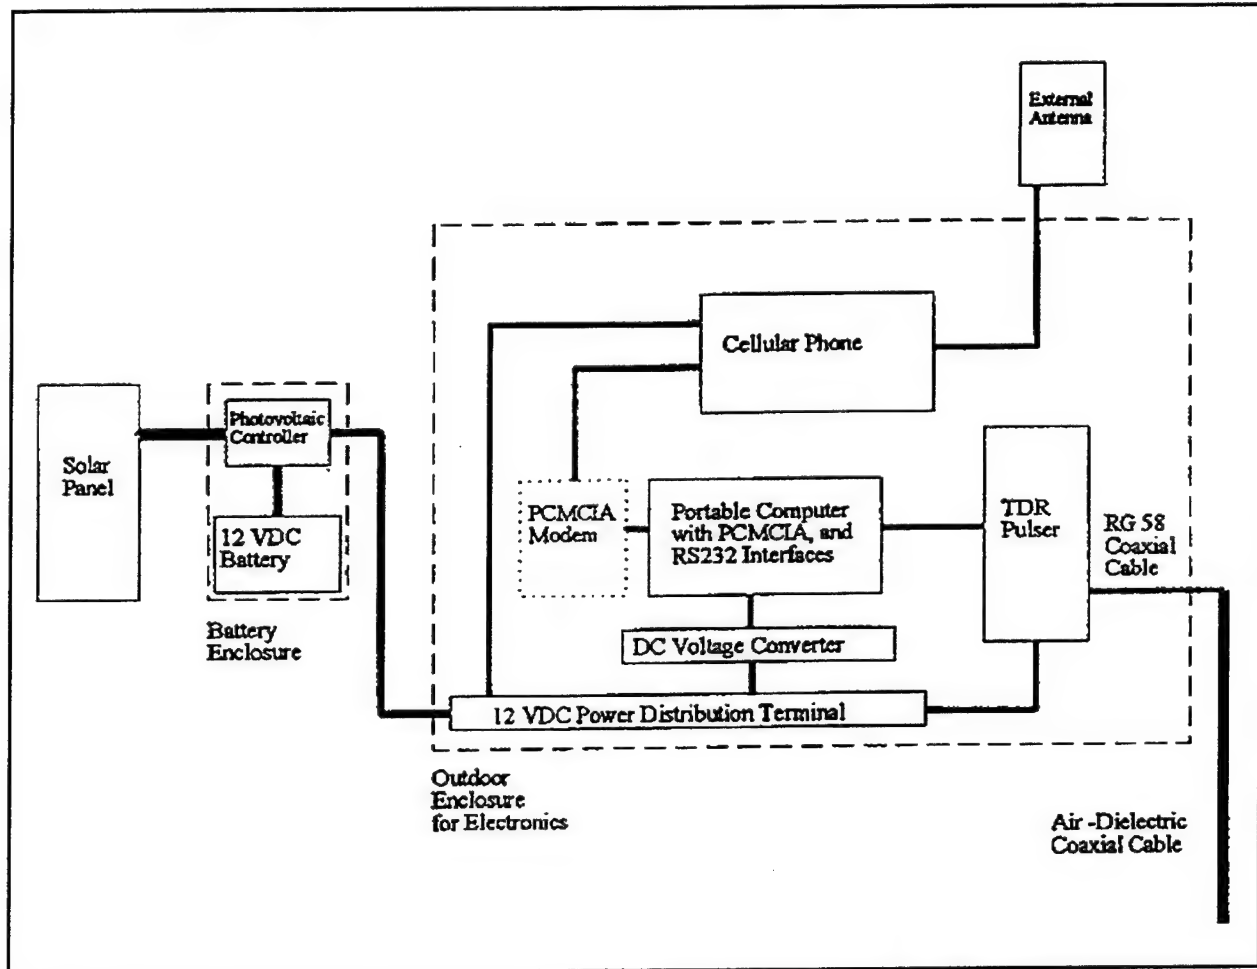 External
Antenna
Cellular Phone
Photovoltaic
Controller
Solar
Panel
12 VDC
Battery
Battery
Enclosure
PCMCIA
Modem
Portable Computer
with PCMCIA, and
RS232 Interfaces
TDR
Pulser
RG 58
Coaxial
Cable
DC Voltage Converter
12 VDC Power Distribution Terminal
Outdoor
Enclosure
for Electronics
Air -Dielectric
Coaxial Cable